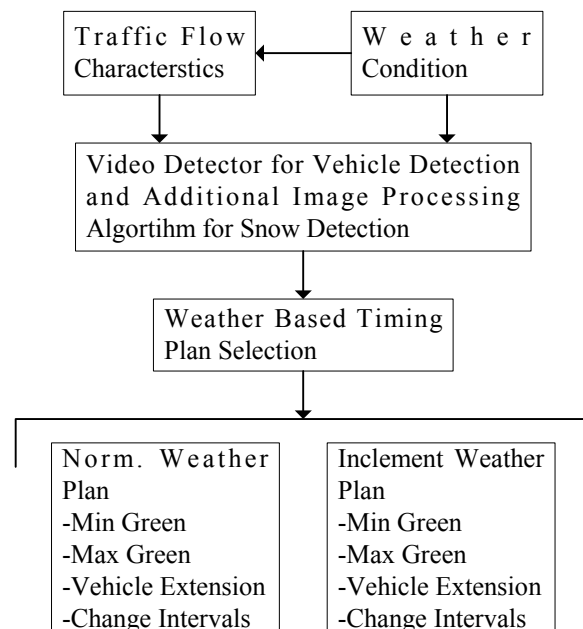 Traffic Flow
Characterstics
Weather
Condition
Video Detector for Vehicle Detection
and Additional Image Processing
Algortihm for Snow Detection
Weather Based Timing
Plan Selection
Norm. Weather
Plan
-Min Green
-Max Green
-Vehicle Extension
-Change Intervals
Inclement Weather
Plan
-Min Green
-Max Green
-Vehicle Extension
-Change Intervals